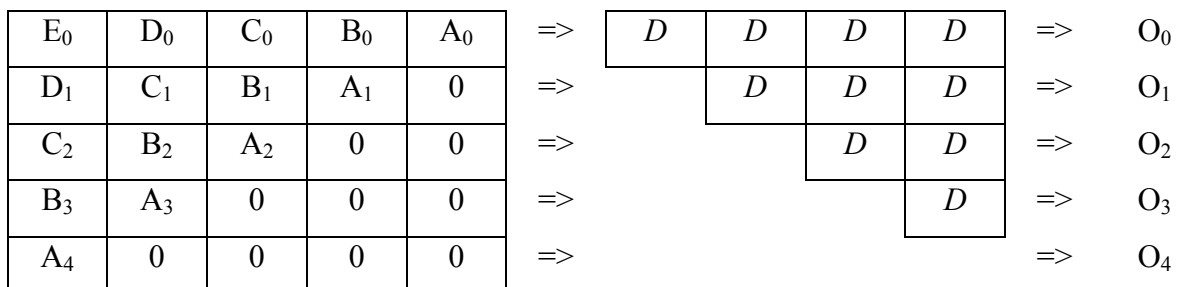 E₀ D₀ C₀ B₀ A₀ => D D D D => O₀
D₁ C₁ B₁ A₁ 0 => D D D => O₁
C₂ B₂ A₂ 0 0 => D D => O₂
B₃ A₃ 0 0 0 => D => O₃
A₄ 0 0 0 0 => => O₄